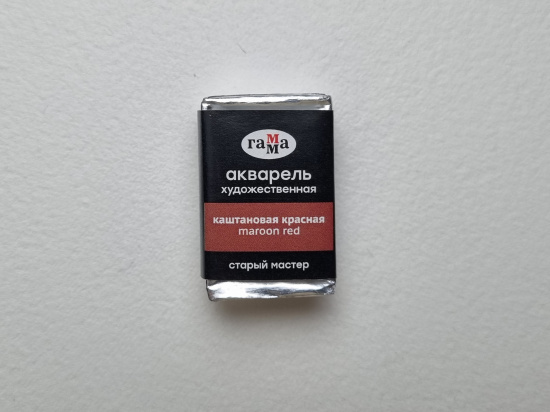 гамма
акварель
художественная
каштановая красная
maroon red
старый мастер